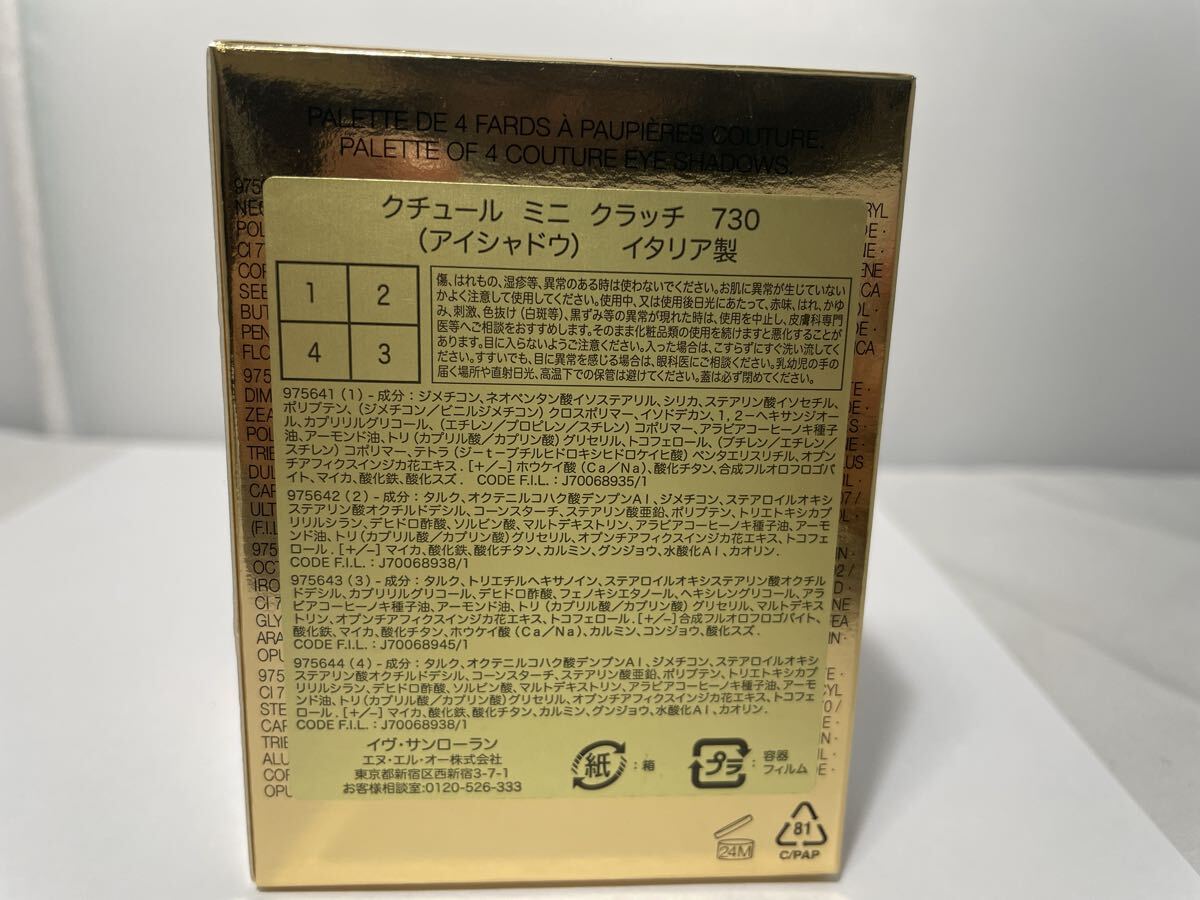 PALETTE DE 4 FARDS À PAUPIÈRES COUTURE.
PALETTE OF 4 COUTURE EYE SHADOWS.
クチュール ミニ クラッチ 730
(アイシャドウ) イタリア製
1 2
4 3
傷、はれもの、湿疹等、異常のある時は使わないでください。お肌に異常が生じていない
かよく注意して使用してください。使用中、又は使用後日光にあたって、赤味、はれ、かゆ
み、刺激、色抜け(白斑等)、黒ずみ等の異常が現れた時は、使用を中止し、皮膚科専門
医等へご相談をおすすめします。そのまま化粧品類の使用を続けますと悪化することが
あります。目に入らないようご注意ください。入った場合は、こすらずにすぐ洗い流してく
ださい。すすいでも、目に異常を感じる場合は、眼科医にご相談ください。乳幼児の手の
届く場所や直射日光、高温下での保管は避けてください。蓋は必ず閉めてください。
975641(1)-成分:ジメチコン、ネオペンタン酸イソステアリル、シリカ、ステアリン酸イソセチル、
ポリブテン、(ジメチコン/ビニルジメチコン)クロスポリマー、イソドデカン、1,2-ヘキサンジオー
ル、カプリリルグリコール、(エチレン/プロピレン/スチレン)コポリマー、アラビアコーヒーノキ種子
油、アーモンド油、トリ(カプリル酸/カプリン酸)グリセリル、トコフェロール、(ブチレン/エチレン/
スチレン)コポリマー、テトラ(ジ-t-ブチルヒドロキシヒドロケイヒ酸)ペンタエリスリチル、オプン
チアフィクスインジカ花エキス.[+/-]ホウケイ酸(Ca/Na)、酸化チタン、合成フルオロフロゴパ
イト、マイカ、酸化鉄、酸化スズ. CODE F.I.L.:J70068935/1
975642(2)-成分:タルク、オクテニルコハク酸デンプンAl、ジメチコン、ステアロイルオキシ
ステアリン酸オクチルドデシル、コーンスターチ、ステアリン酸亜鉛、ポリブテン、トリエトキシカプ
リリルシラン、デヒドロ酢酸、ソルビン酸、マルトデキストリン、アラビアコーヒーノキ種子油、アーモ
ンド油、トリ(カプリル酸/カプリン酸)グリセリル、オプンチアフィクスインジカ花エキス、トコフェ
ロール.[+/-]マイカ、酸化鉄、酸化チタン、カルミン、グンジョウ、水酸化Al、カオリン.
CODE F.I.L.:J70068938/1
975643(3)-成分:タルク、トリエチルヘキサノイン、ステアロイルオキシステアリン酸オクチル
ドデシル、カプリリルグリコール、デヒドロ酢酸、フェノキシエタノール、ヘキシレングリコール、アラ
ビアコーヒーノキ種子油、アーモンド油、トリ(カプリル酸/カプリン酸)グリセリル、マルトデキス
トリン、オプンチアフィクスインジカ花エキス、トコフェロール.[+/-]合成フルオロフロゴパイト、
酸化鉄、マイカ、酸化チタン、ホウケイ酸(Ca/Na)、カルミン、コンジョウ、酸化スズ.
CODE F.I.L.:J70068945/1
975644(4)-成分:タルク、オクテニルコハク酸デンプンAl、ジメチコン、ステアロイルオキシ
ステアリン酸オクチルドデシル、コーンスターチ、ステアリン酸亜鉛、ポリブテン、トリエトキシカプ
リリルシラン、デヒドロ酢酸、ソルビン酸、マルトデキストリン、アラビアコーヒーノキ種子油、アーモ
ンド油、トリ(カプリル酸/カプリン酸)グリセリル、オプンチアフィクスインジカ花エキス、トコフェ
ロール.[+/-]マイカ、酸化鉄、酸化チタン、カルミン、グンジョウ、水酸化Al、カオリン.
CODE F.I.L.:J70068938/1
イヴ・サンローラン
エヌ・エル・オー株式会社
東京都新宿区西新宿3-7-1
お客様相談室:0120-526-333
紙:箱
プラ:容器
フィルム
24M
81
C/PAP